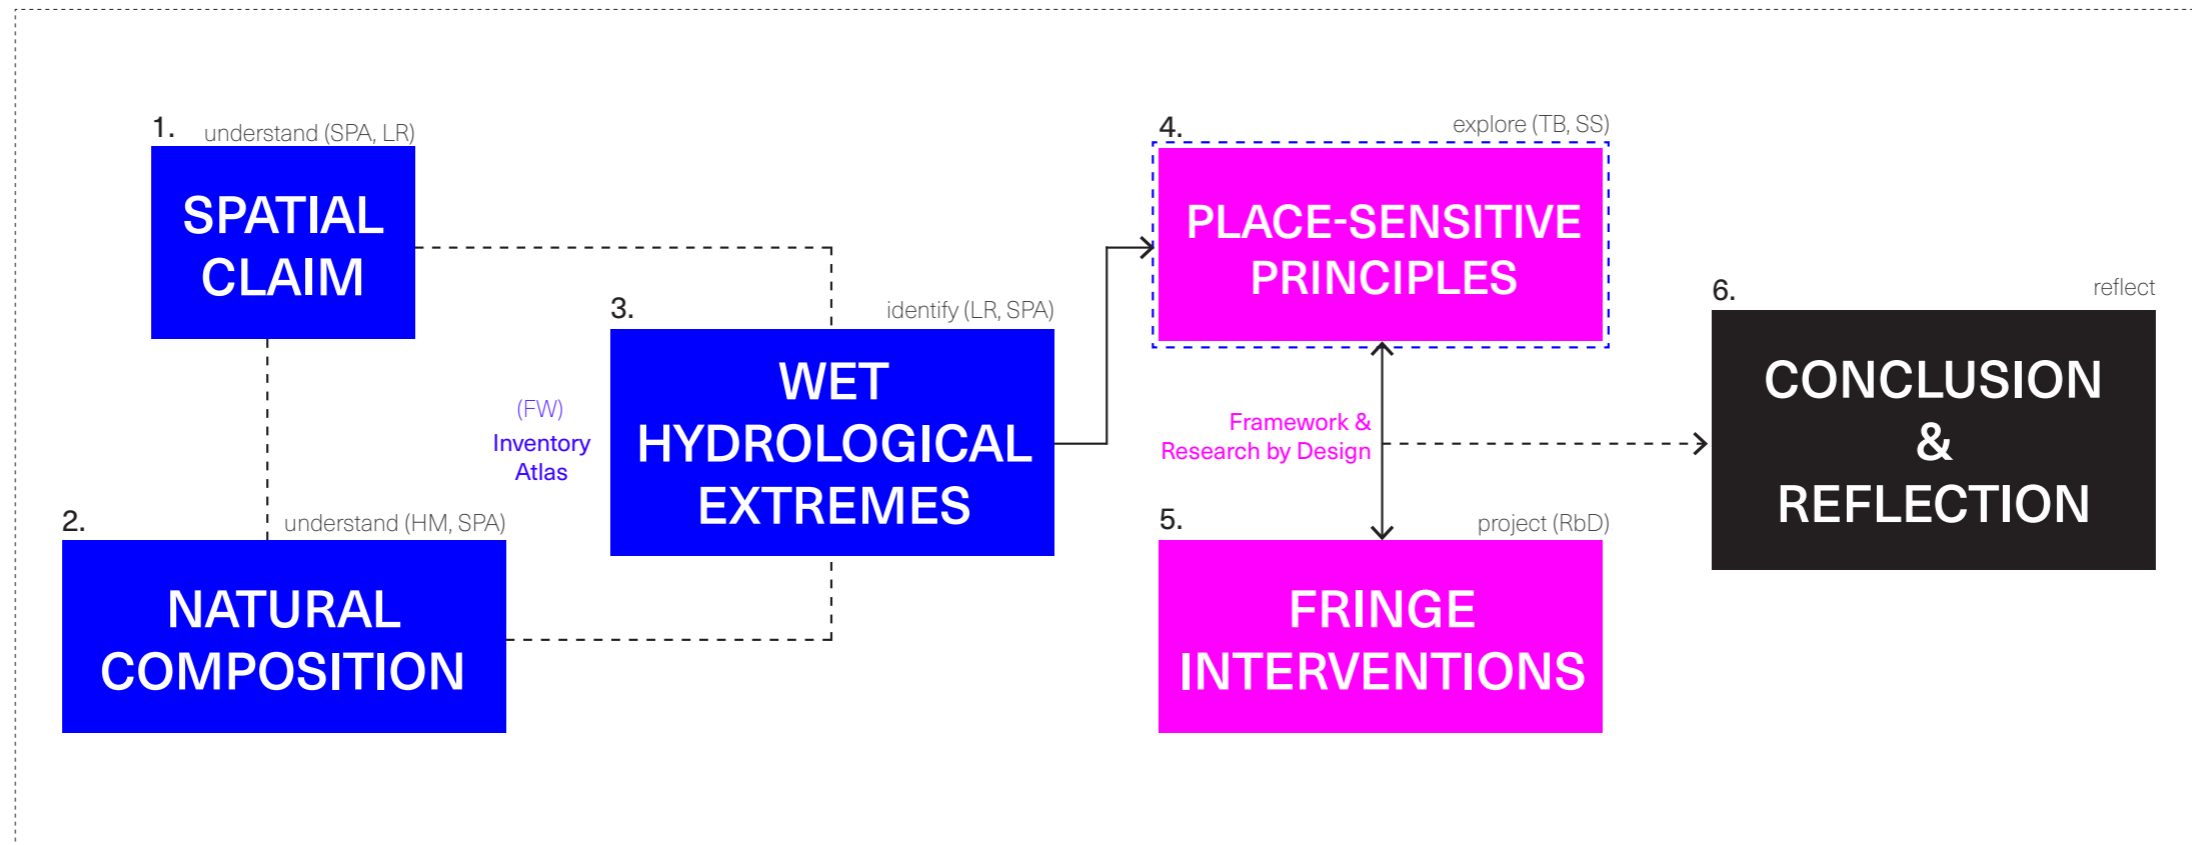 1.
understand (SPA, LR)
SPATIAL
CLAIM
2.
understand (HM, SPA)
NATURAL
COMPOSITION
(FW)
Inventory
Atlas
3.
identify (LR, SPA)
WET
HYDROLOGICAL
EXTREMES
4.
explore (TB, SS)
PLACE-SENSITIVE
PRINCIPLES
Framework &
Research by Design
5.
project (RbD)
FRINGE
INTERVENTIONS
6.
reflect
CONCLUSION
&
REFLECTION